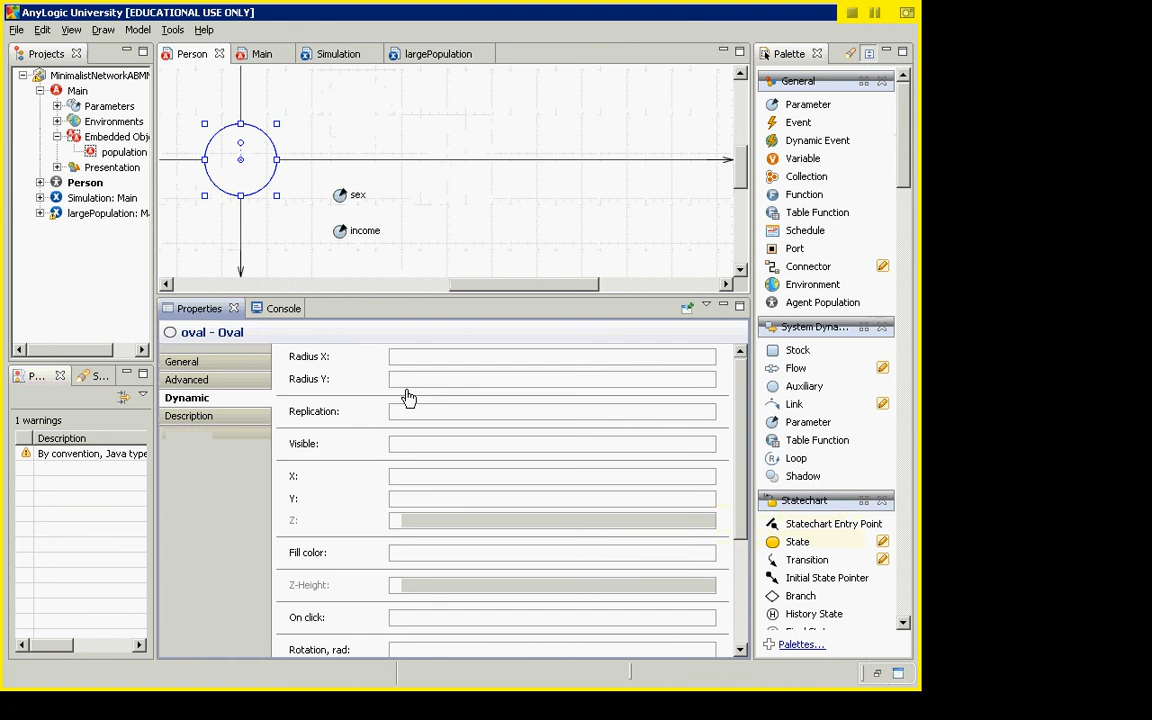 AnyLogic University [EDUCATIONAL USE ONLY]
File Edit View Draw Model Tools Help
Projects
MinimalistNetworkABMN
Main
Parameters
Environments
Embedded Obj
population
Presentation
Person
Simulation: Main
largePopulation: Ma
P...
S...
1 warnings
Description
By convention, Java type
Person
Main
Simulation
largePopulation
sex
income
Properties
Console
oval - Oval
General
Advanced
Dynamic
Description
Radius X:
Radius Y:
Replication:
Visible:
X:
Y:
Z:
Fill color:
Z-Height:
On click:
Rotation, rad:
Palette
General
Parameter
Event
Dynamic Event
Variable
Collection
Function
Table Function
Schedule
Port
Connector
Environment
Agent Population
System Dyna...
Stock
Flow
Auxiliary
Link
Parameter
Table Function
Loop
Shadow
Statechart
Statechart Entry Point
State
Transition
Initial State Pointer
Branch
History State
Palettes...